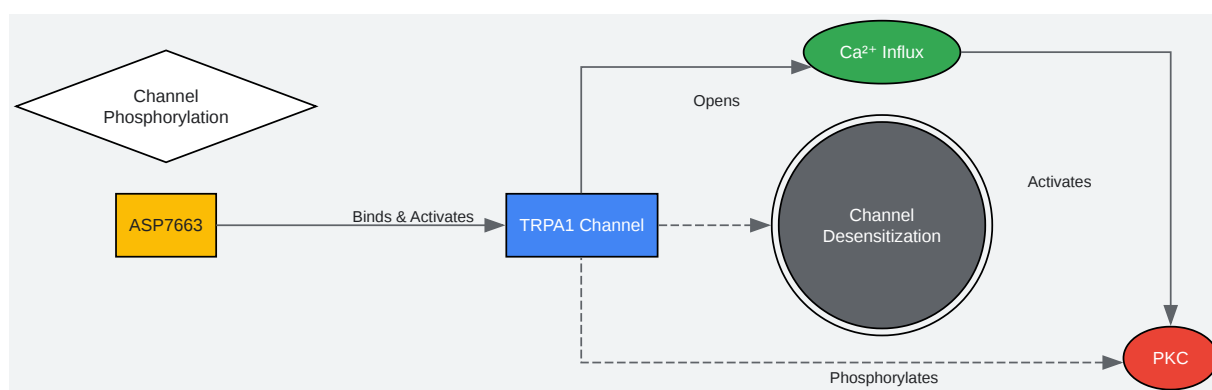 Ca²⁺ Influx
Channel
Phosphorylation
Opens
Activates
Channel
Desensitization
ASP7663
Binds & Activates
TRPA1 Channel
PKC
Phosphorylates